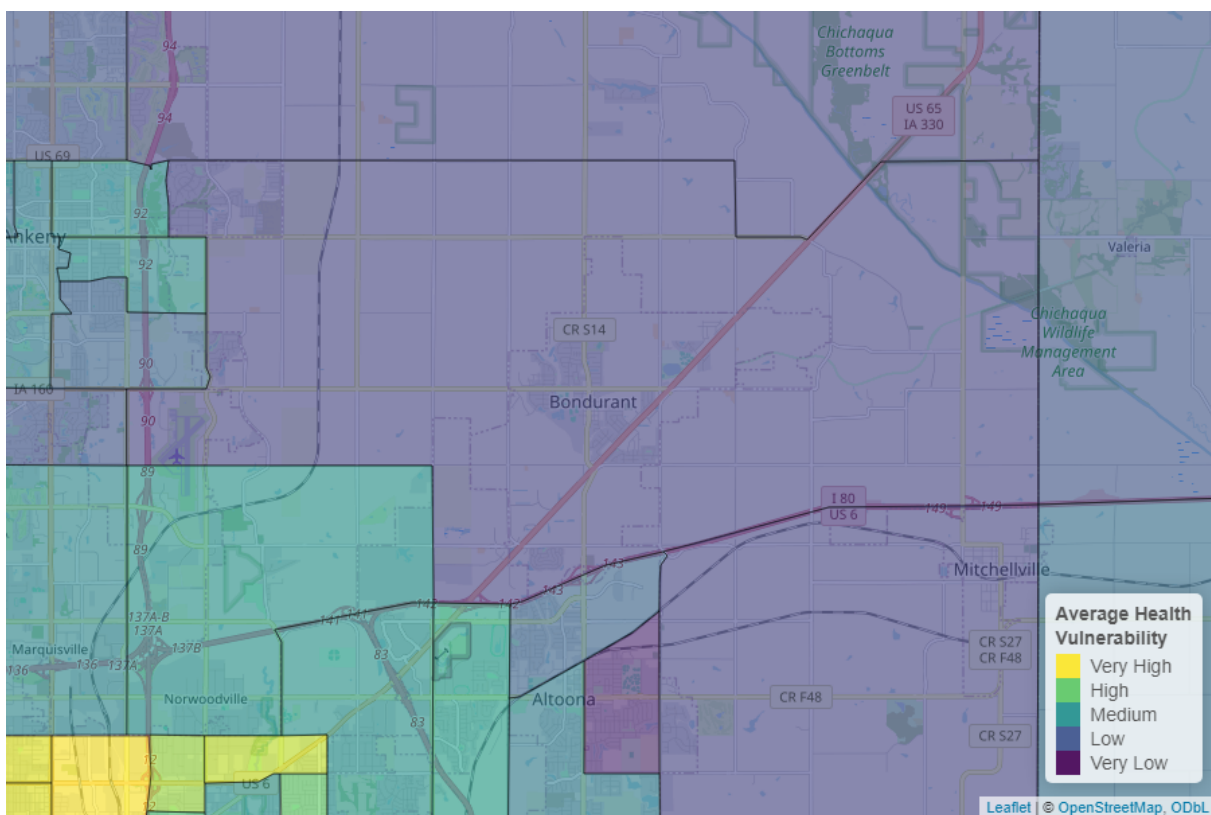 94
Chichaqua
Bottoms
Greenbelt
94
US 65
IA 330
US 69
92
Ankeny
92
Valeria
CR S14
Chichaqua
Wildlife
Management
Area
90
IA 160
Bondurant
90
89
I 80
US 6
149
149
89
143
143
Mitchellville
142
142
137A-B
137A
141
141
137B
83
Marquisville
136
136
137A
CR S27
CR F48
Norwoodville
Altoona
CR F48
83
CR S27
12
US 6
12
Average Health
Vulnerability
Very High
High
Medium
Low
Very Low
Leaflet | © OpenStreetMap, ODbL